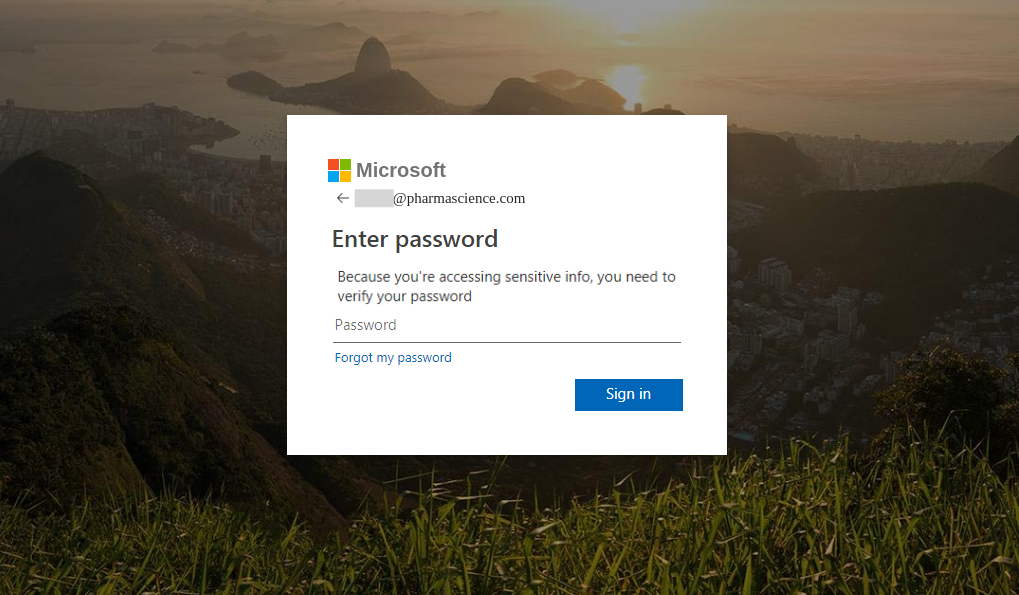 Microsoft
@pharmascience.com
Enter password
Because you're accessing sensitive info, you need to
verify your password
Password
Forgot my password
Sign in